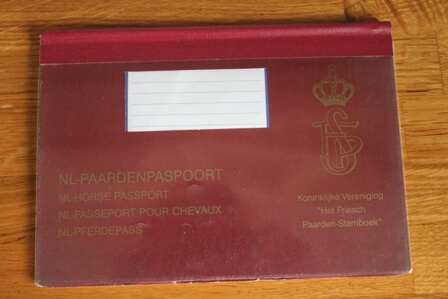 NL-PAARDENPASPOORT
NL-HORSE PASSPORT
NL-PASSEPORT POUR CHEVAUX
NL-PFERDEPASS
Koninklijke Vereniging
"Het Friesch
Paarden-Stamboek"